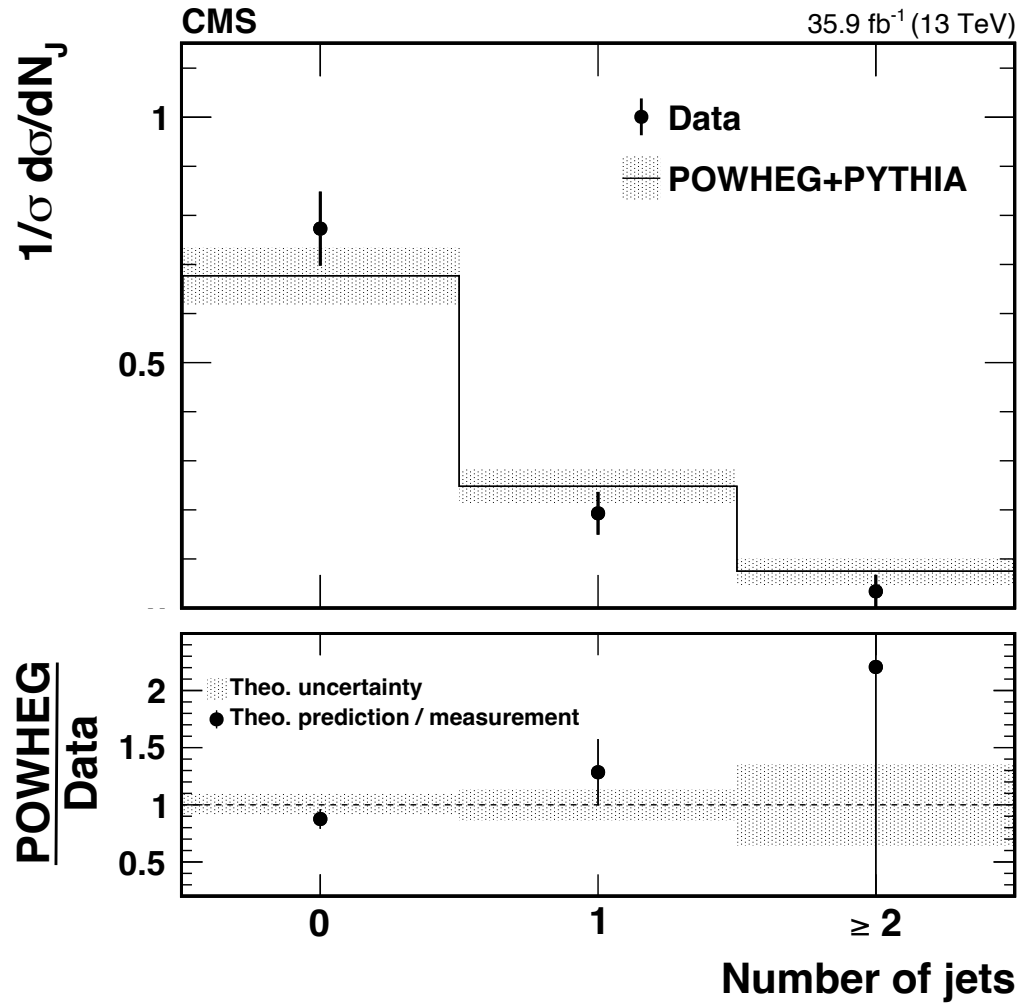 CMS
35.9 fb⁻¹ (13 TeV)
1/σ dσ/dN_J
1
0.5
Data
POWHEG+PYTHIA
POWHEG
Data
2
1.5
1
0.5
Theo. uncertainty
Theo. prediction / measurement
0
1
≥ 2
Number of jets